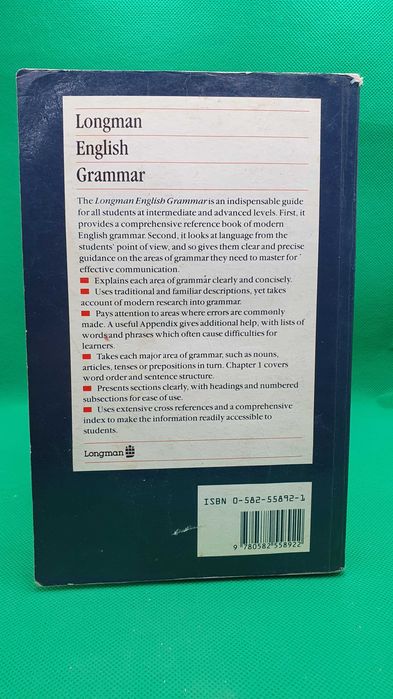 Longman
English
Grammar
The Longman English Grammar is an indispensable guide
for all students at intermediate and advanced levels. First, it
provides a comprehensive reference book of modern
English grammar. Second, it looks at language from the
students' point of view, and so gives them clear and precise
guidance on the areas of grammar they need to master for
effective communication.
Explains each area of grammar clearly and concisely.
Uses traditional and familiar descriptions, yet takes
account of modern research into grammar.
Pays attention to areas where errors are commonly
made. A useful Appendix gives additional help, with lists of
words and phrases which often cause difficulties for
learners.
Takes each major area of grammar, such as nouns,
articles, tenses or prepositions in turn. Chapter 1 covers
word order and sentence structure.
Presents sections clearly, with headings and numbered
subsections for ease of use.
Uses extensive cross references and a comprehensive
index to make the information readily accessible to
students.
Longman
ISBN 0-582-55892-1
9 780582 558922